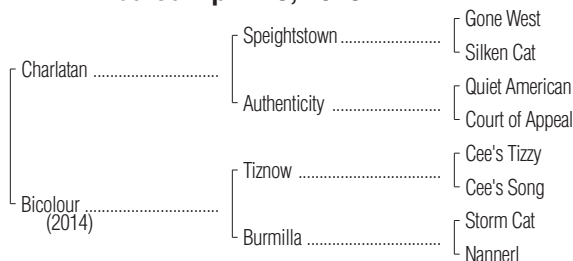 Gone West
Speightstown
Silken Cat
Charlatan
Quiet American
Authenticity
Court of Appeal
Cee's Tizzy
Tiznow
Cee's Song
Bicolour
(2014)
Storm Cat
Burmilla
Nannerl